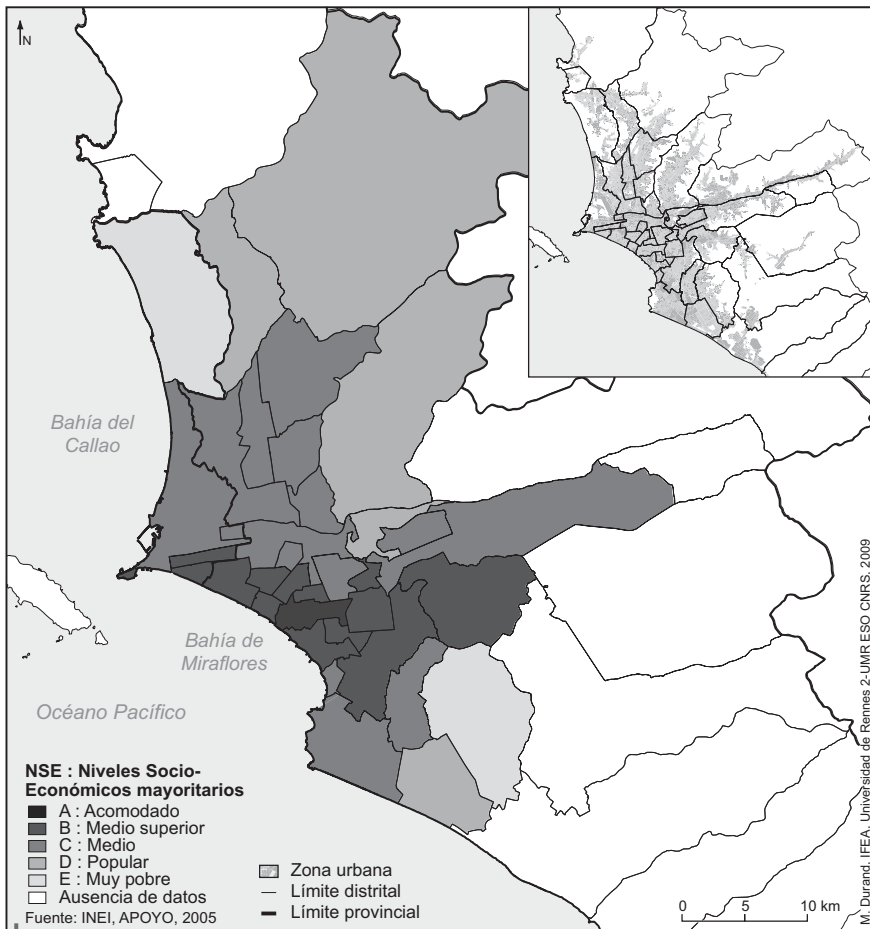 N
Bahía del
Callao
Bahía de
Miraflores
Océano Pacífico
NSE : Niveles Socio-
Económicos mayoritarios
A : Acomodado
B : Medio superior
C : Medio
D : Popular
E : Muy pobre
Ausencia de datos
Fuente: INEI, APOYO, 2005
Zona urbana
Límite distrital
Límite provincial
0 5 10 km
M. Durand, IFEA, Universidad de Rennes 2-UMR ESO CNRS, 2009